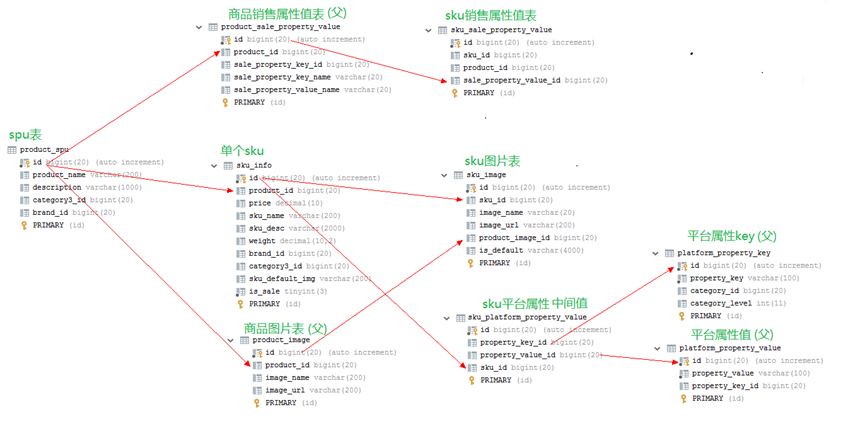 商品销售属性值表 (父)
product_sale_property_value
id bigint(20) (auto increment)
product_id bigint(20)
sale_property_key_id bigint(20)
sale_property_key_name varchar(20)
sale_property_value_name varchar(20)
PRIMARY (id)
sku销售属性值表
sku_sale_property_value
id bigint(20) (auto increment)
sku_id bigint(20)
product_id bigint(20)
sale_property_value_id bigint(20)
PRIMARY (id)
spu表
product_spu
id bigint(20) (auto increment)
product_name varchar(200)
description varchar(1000)
category3_id bigint(20)
brand_id bigint(20)
PRIMARY (id)
单个sku
sku_info
id bigint(20) (auto increment)
product_id bigint(20)
price decimal(10)
sku_name varchar(200)
sku_desc varchar(2000)
weight decimal(10,2)
brand_id bigint(20)
category3_id bigint(20)
sku_default_img varchar(200)
is_sale tinyint(3)
PRIMARY (id)
sku图片表
sku_image
id bigint(20) (auto increment)
sku_id bigint(20)
image_name varchar(20)
image_url varchar(200)
product_image_id bigint(20)
is_default varchar(4000)
PRIMARY (id)
商品图片表 (父)
product_image
id bigint(20) (auto increment)
product_id bigint(20)
image_name varchar(200)
image_url varchar(200)
PRIMARY (id)
sku平台属性 中间值
sku_platform_property_value
id bigint(20) (auto increment)
property_key_id bigint(20)
property_value_id bigint(20)
sku_id bigint(20)
PRIMARY (id)
平台属性key (父)
platform_property_key
id bigint(20) (auto increment)
property_key varchar(100)
category_id bigint(20)
category_level int(11)
PRIMARY (id)
平台属性值 (父)
platform_property_value
id bigint(20) (auto increment)
property_value varchar(100)
property_key_id bigint(20)
PRIMARY (id)